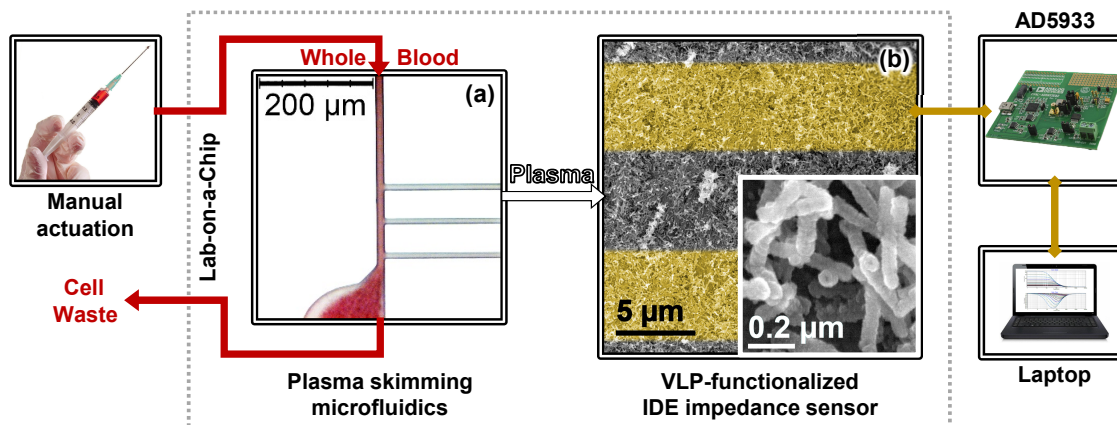 AD5933
Whole Blood
(a)
200 µm
(b)
Plasma
Lab-on-a-Chip
Manual
actuation
Cell
Waste
5 µm
0.2 µm
Plasma skimming
microfluidics
VLP-functionalized
IDE impedance sensor
Laptop